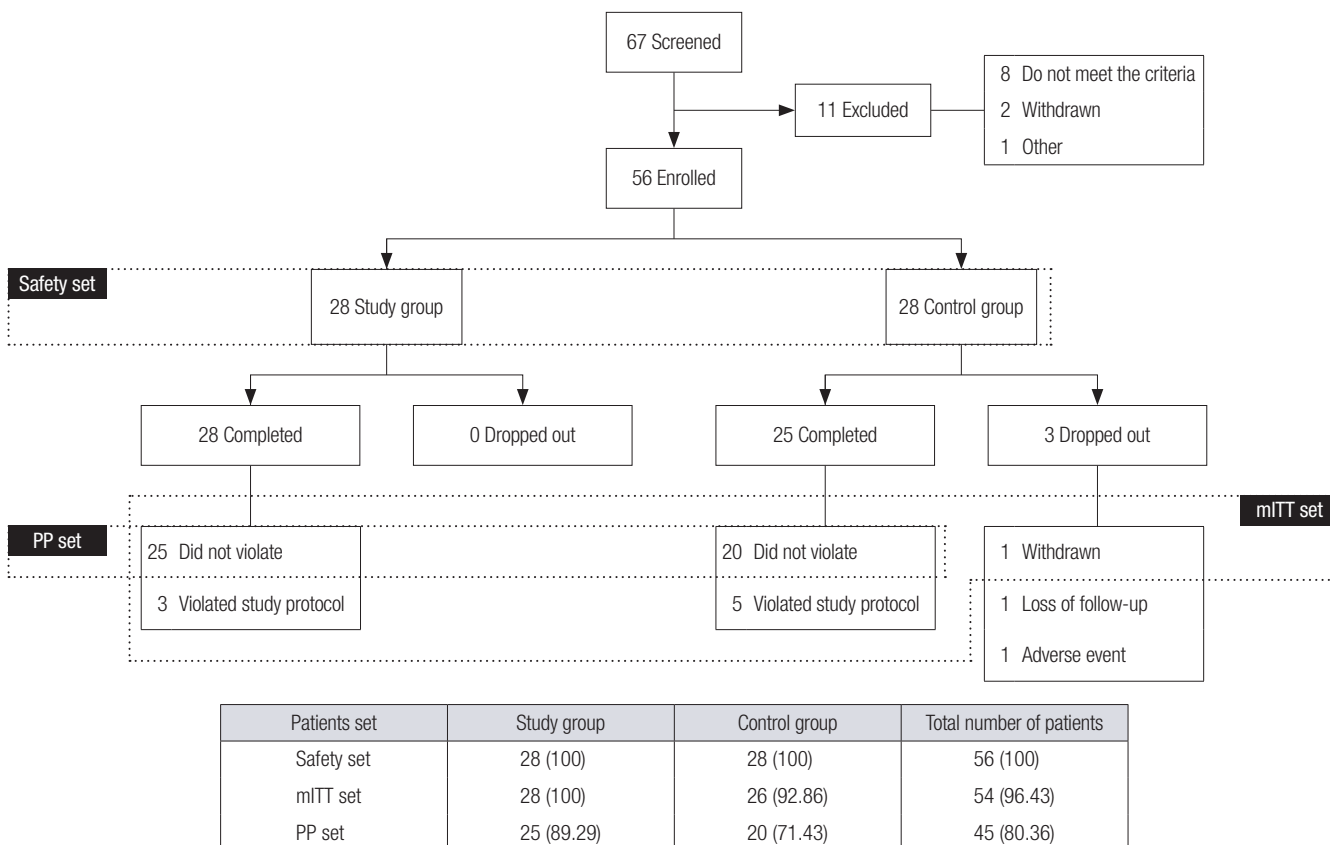 67 Screened
11 Excluded
8 Do not meet the criteria
2 Withdrawn
1 Other
56 Enrolled
Safety set
28 Study group
28 Control group
28 Completed
0 Dropped out
25 Completed
3 Dropped out
mITT set
PP set
25 Did not violate
3 Violated study protocol
20 Did not violate
5 Violated study protocol
1 Withdrawn
1 Loss of follow-up
1 Adverse event
Patients set Study group Control group Total number of patients
Safety set 28 (100) 28 (100) 56 (100)
mITT set 28 (100) 26 (92.86) 54 (96.43)
PP set 25 (89.29) 20 (71.43) 45 (80.36)